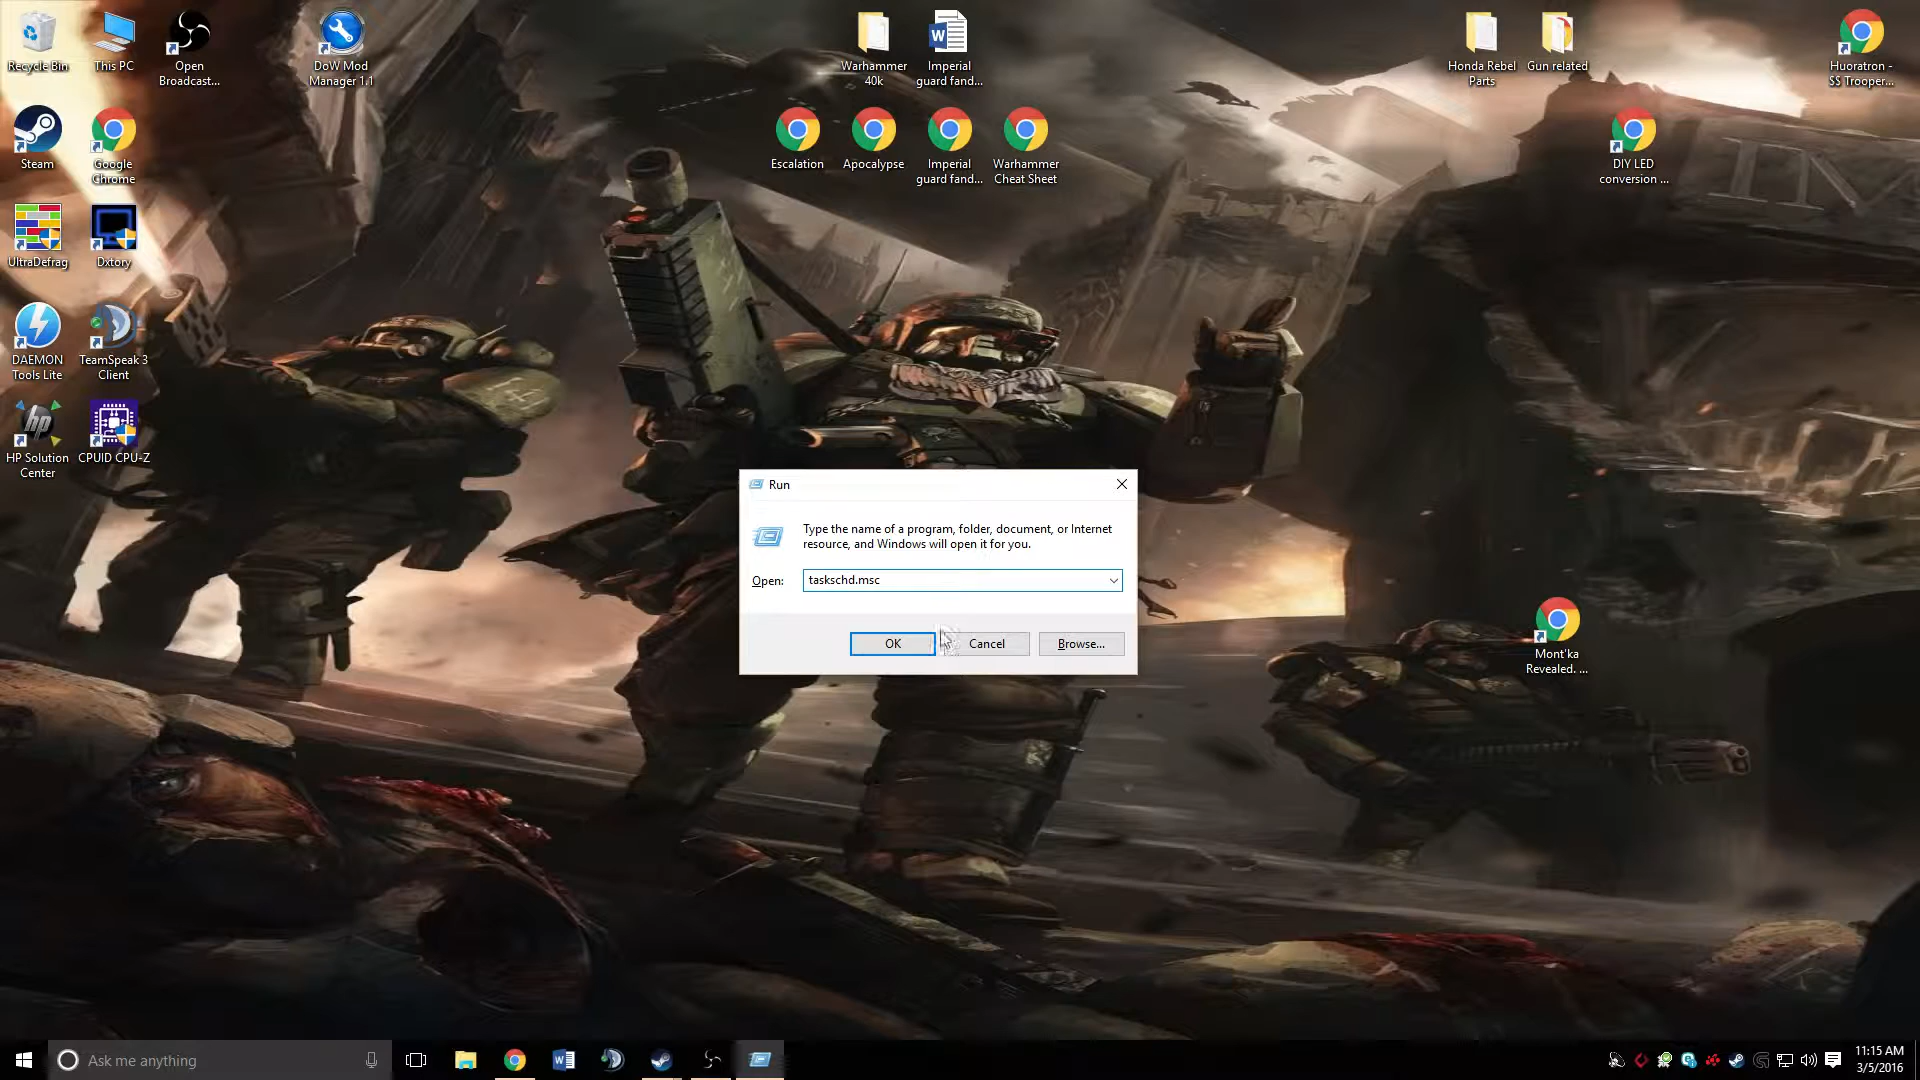 Recycle Bin
This PC
Open
Broadcast...
DoW Mod
Manager 1.1
Warhammer
40k
Imperial
guard fand...
Honda Rebel
Parts
Gun related
Huoratron -
$$ Trooper...
Steam
Google
Chrome
Escalation
Apocalypse
Imperial
guard fand...
Warhammer
Cheat Sheet
DIY LED
conversion ...
UltraDefrag
Dxtory
DAEMON
Tools Lite
TeamSpeak 3
Client
HP Solution
Center
CPUID CPU-Z
Run
Type the name of a program, folder, document, or Internet
resource, and Windows will open it for you.
Open:
taskschd.msc
OK
Cancel
Browse...
Mont'ka
Revealed. ...
Ask me anything
11:15 AM
3/5/2016